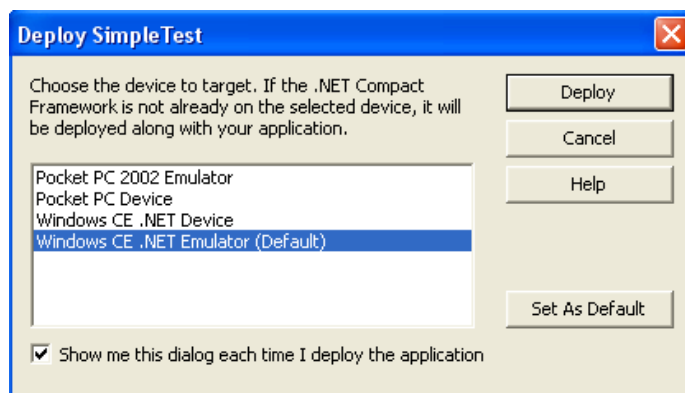 Deploy SimpleTest
Choose the device to target. If the .NET Compact
Framework is not already on the selected device, it will
be deployed along with your application.
Deploy
Cancel
Help
Pocket PC 2002 Emulator
Pocket PC Device
Windows CE .NET Device
Windows CE .NET Emulator (Default)
Set As Default
Show me this dialog each time I deploy the application